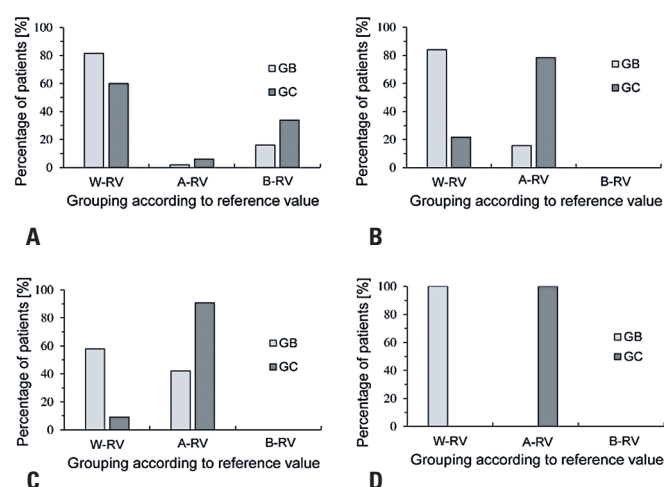 Percentage of patients [%]
100
80
60
40
20
0
GB
GC
W-RV A-RV B-RV
Grouping according to reference value
A
Percentage of patients [%]
100
80
60
40
20
0
GB
GC
W-RV A-RV B-RV
Grouping according to reference value
B
Percentage of patients [%]
100
80
60
40
20
0
GB
GC
W-RV A-RV B-RV
Grouping according to reference value
C
Percentage of patients [%]
100
80
60
40
20
0
GB
GC
W-RV A-RV B-RV
Grouping according to reference value
D